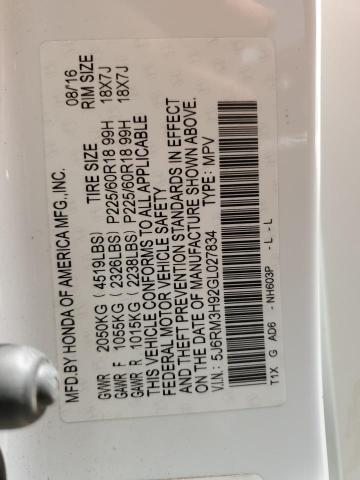 MFD.BY HONDA OF AMERICA MFG.,INC. 08/16
TIRE SIZE RIM SIZE
GVWR 2050KG ( 4519LBS)
GAWR F 1055KG ( 2326LBS) P225/60R18 99H 18X7J
GAWR R 1015KG ( 2238LBS) P225/60R18 99H 18X7J
THIS VEHICLE CONFORMS TO ALL APPLICABLE
FEDERAL MOTOR VEHICLE SAFETY
AND THEFT PREVENTION STANDARDS IN EFFECT
ON THE DATE OF MANUFACTURE SHOWN ABOVE.
V.I.N.: 5J6RM3H92GL027834 TYPE: MPV
T1X G AD6 - NH603P - L - L